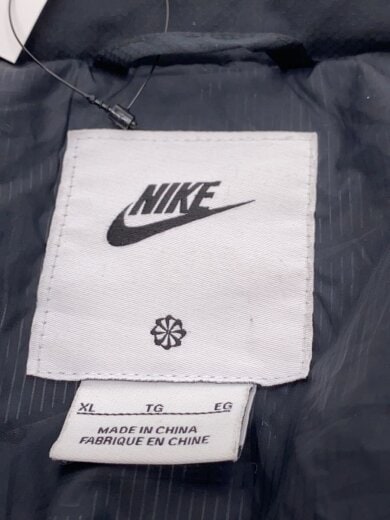 NIKE
XL TG EG
MADE IN CHINA
FABRIQUE EN CHINE